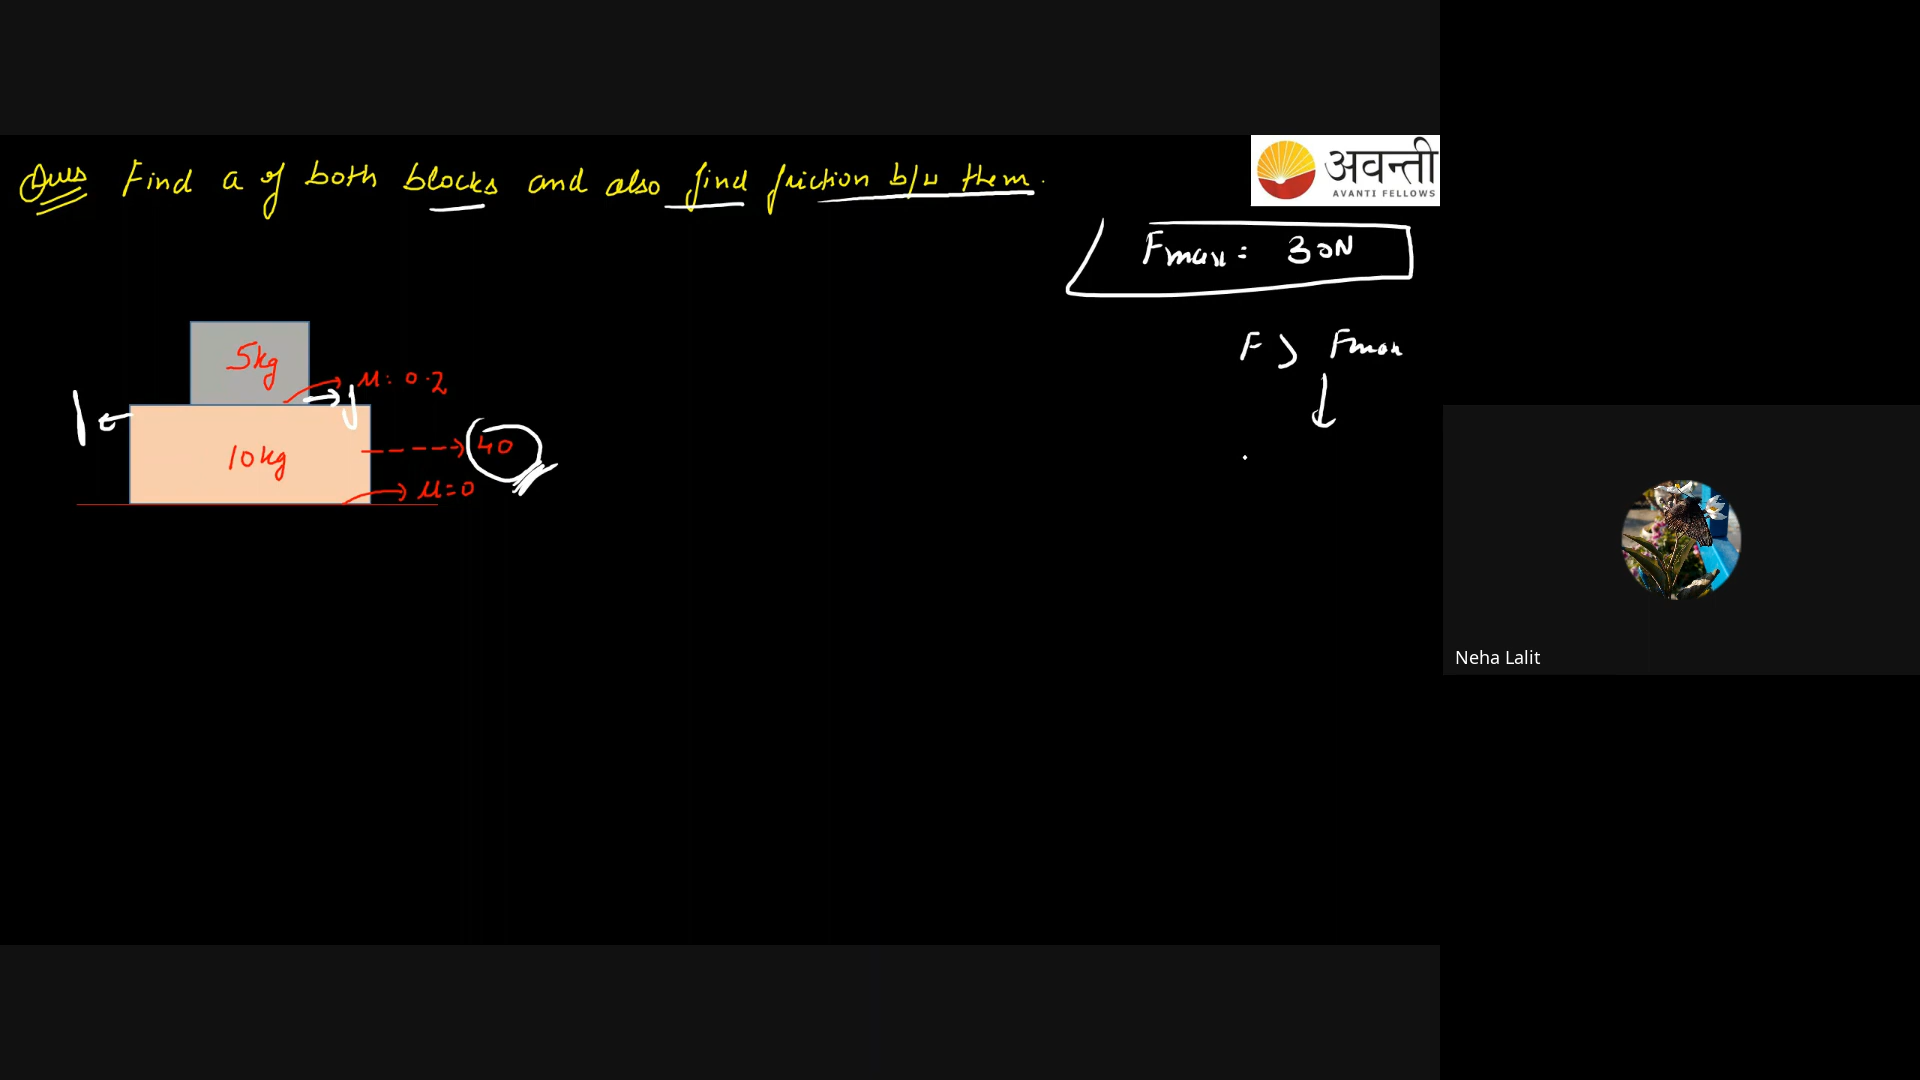 Ques Find a of both blocks and also find friction b/w them.
अवन्ती
AVANTI FELLOWS
Fmax = 30N
F > Fmax
5kg
μ: 0.2
10kg
40
μ=0
Neha Lalit